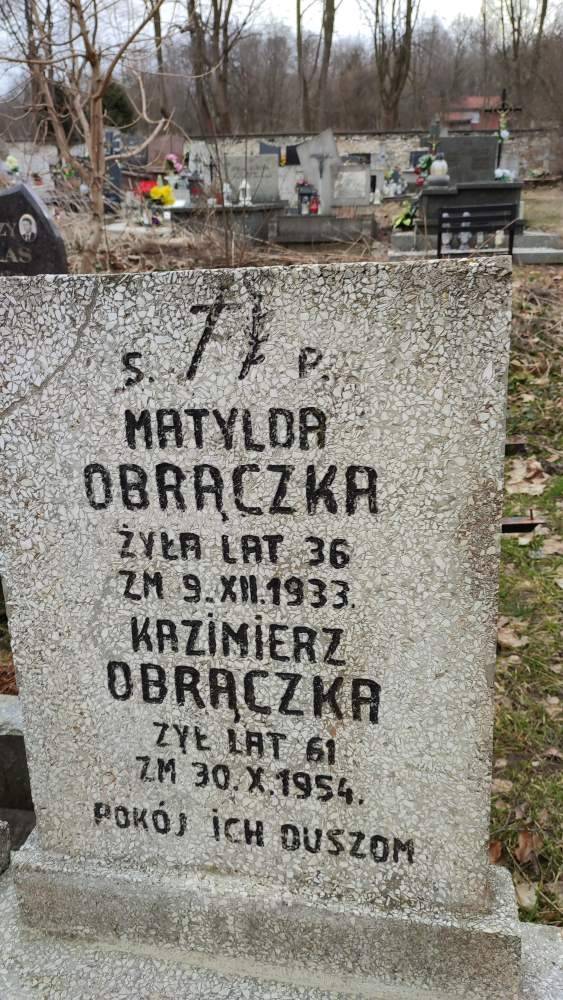 S. P.
MATYLDA
OBRĄCZKA
ŻYŁA LAT 36
ZM 9.XII.1933.
KAZIMIERZ
OBRĄCZKA
ZYŁ LAT 61
ZM 30.X.1954.
POKÓJ ICH DUSZOM